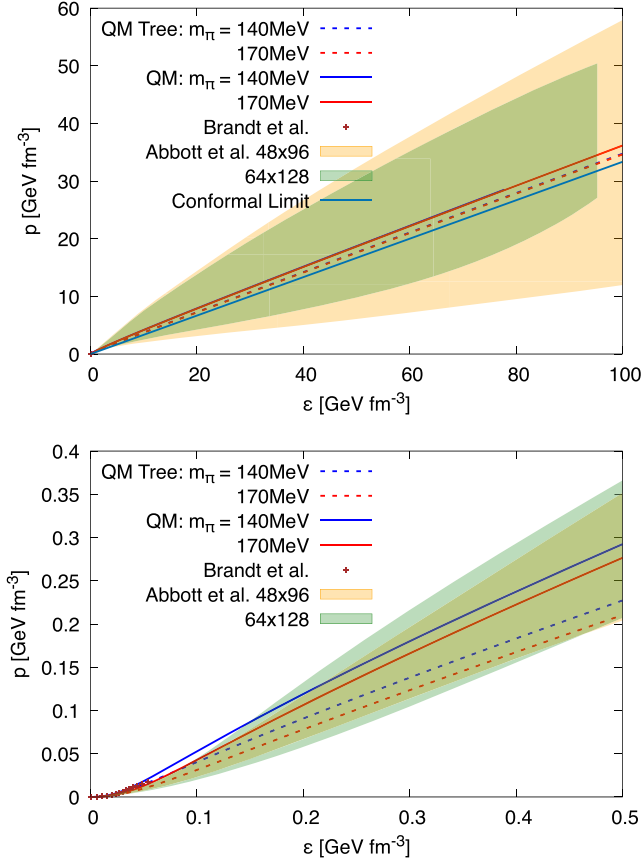 60
50
40
30
20
10
0
p [GeV fm⁻³]
QM Tree: mπ = 140MeV
170MeV
QM: mπ = 140MeV
170MeV
Brandt et al.
Abbott et al. 48x96
64x128
Conformal Limit
0 20 40 60 80 100
ε [GeV fm⁻³]
0.4
0.35
0.3
0.25
0.2
0.15
0.1
0.05
0
p [GeV fm⁻³]
QM Tree: mπ = 140MeV
170MeV
QM: mπ = 140MeV
170MeV
Brandt et al.
Abbott et al. 48x96
64x128
0 0.1 0.2 0.3 0.4 0.5
ε [GeV fm⁻³]